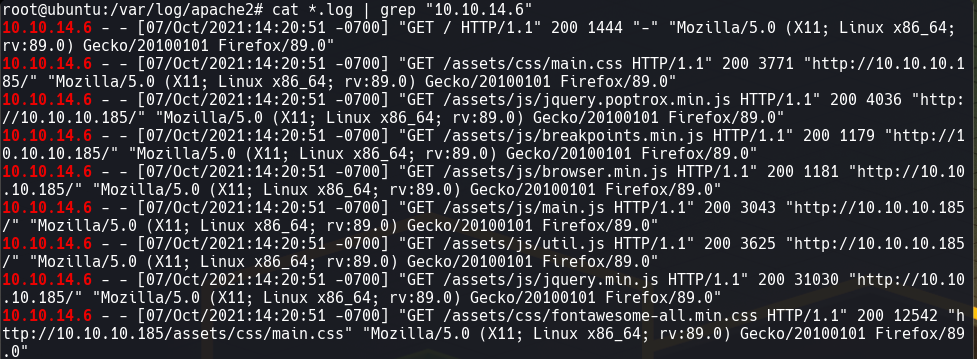 root@ubuntu:/var/log/apache2# cat *.log | grep "10.10.14.6"
10.10.14.6 - - [07/Oct/2021:14:20:51 -0700] "GET / HTTP/1.1" 200 1444 "-" "Mozilla/5.0 (X11; Linux x86_64;
rv:89.0) Gecko/20100101 Firefox/89.0"
10.10.14.6 - - [07/Oct/2021:14:20:51 -0700] "GET /assets/css/main.css HTTP/1.1" 200 3771 "http://10.10.10.1
85/" "Mozilla/5.0 (X11; Linux x86_64; rv:89.0) Gecko/20100101 Firefox/89.0"
10.10.14.6 - - [07/Oct/2021:14:20:51 -0700] "GET /assets/js/jquery.poptrox.min.js HTTP/1.1" 200 4036 "http:
//10.10.10.185/" "Mozilla/5.0 (X11; Linux x86_64; rv:89.0) Gecko/20100101 Firefox/89.0"
10.10.14.6 - - [07/Oct/2021:14:20:51 -0700] "GET /assets/js/breakpoints.min.js HTTP/1.1" 200 1179 "http://1
0.10.10.185/" "Mozilla/5.0 (X11; Linux x86_64; rv:89.0) Gecko/20100101 Firefox/89.0"
10.10.14.6 - - [07/Oct/2021:14:20:51 -0700] "GET /assets/js/browser.min.js HTTP/1.1" 200 1181 "http://10.10
.10.185/" "Mozilla/5.0 (X11; Linux x86_64; rv:89.0) Gecko/20100101 Firefox/89.0"
10.10.14.6 - - [07/Oct/2021:14:20:51 -0700] "GET /assets/js/main.js HTTP/1.1" 200 3043 "http://10.10.10.185
/" "Mozilla/5.0 (X11; Linux x86_64; rv:89.0) Gecko/20100101 Firefox/89.0"
10.10.14.6 - - [07/Oct/2021:14:20:51 -0700] "GET /assets/js/util.js HTTP/1.1" 200 3625 "http://10.10.10.185
/" "Mozilla/5.0 (X11; Linux x86_64; rv:89.0) Gecko/20100101 Firefox/89.0"
10.10.14.6 - - [07/Oct/2021:14:20:51 -0700] "GET /assets/js/jquery.min.js HTTP/1.1" 200 31030 "http://10.10
.10.185/" "Mozilla/5.0 (X11; Linux x86_64; rv:89.0) Gecko/20100101 Firefox/89.0"
10.10.14.6 - - [07/Oct/2021:14:20:51 -0700] "GET /assets/css/fontawesome-all.min.css HTTP/1.1" 200 12542 "h
ttp://10.10.10.185/assets/css/main.css" "Mozilla/5.0 (X11; Linux x86_64; rv:89.0) Gecko/20100101 Firefox/89
.0"